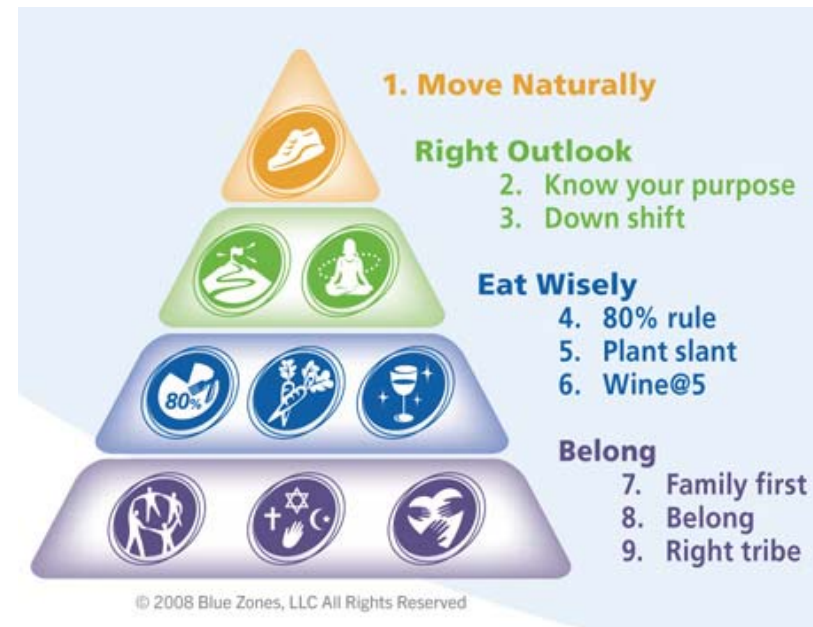 1. Move Naturally
Right Outlook
2. Know your purpose
3. Down shift
Eat Wisely
4. 80% rule
5. Plant slant
6. Wine@5
80%
Belong
7. Family first
8. Belong
9. Right tribe
© 2008 Blue Zones, LLC All Rights Reserved